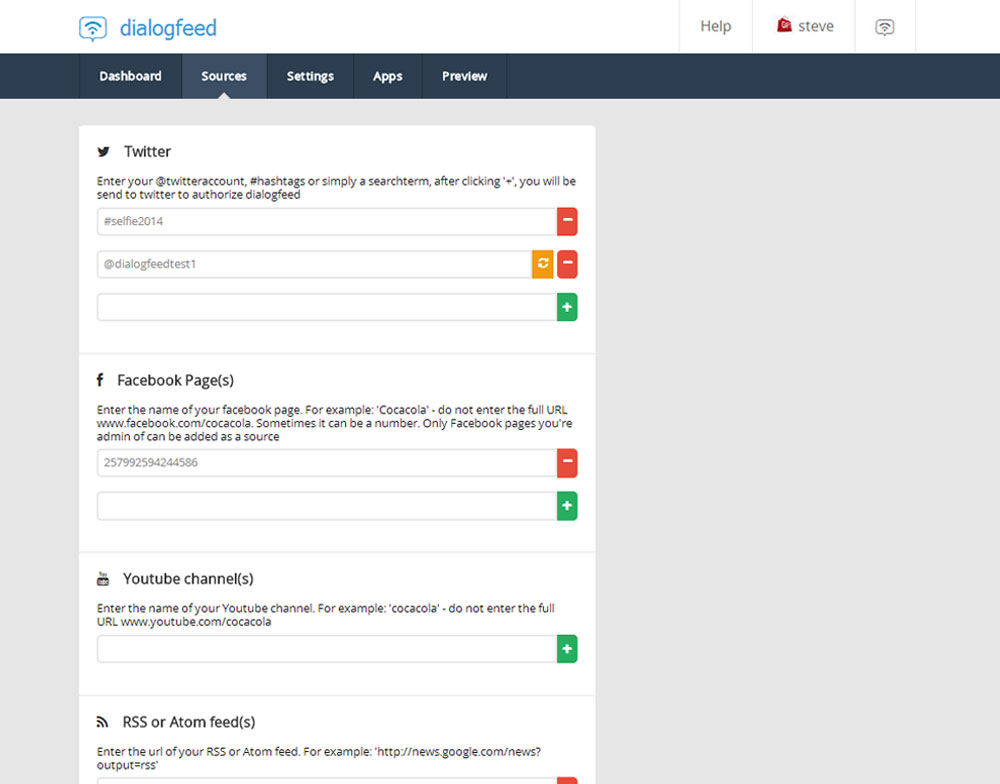 dialogfeed
Help
steve
Dashboard
Sources
Settings
Apps
Preview
Twitter
Enter your @twitteraccount, #hashtags or simply a searchterm, after clicking '+', you will be
send to twitter to authorize dialogfeed
#selfie2014
@dialogfeedtest1
Facebook Page(s)
Enter the name of your facebook page. For example: 'Cocacola' - do not enter the full URL
www.facebook.com/cocacola. Sometimes it can be a number. Only Facebook pages you're
admin of can be added as a source
257992594244586
Youtube channel(s)
Enter the name of your Youtube channel. For example: 'cocacola' - do not enter the full
URL www.youtube.com/cocacola
RSS or Atom feed(s)
Enter the url of your RSS or Atom feed. For example: 'http://news.google.com/news?
output=rss'